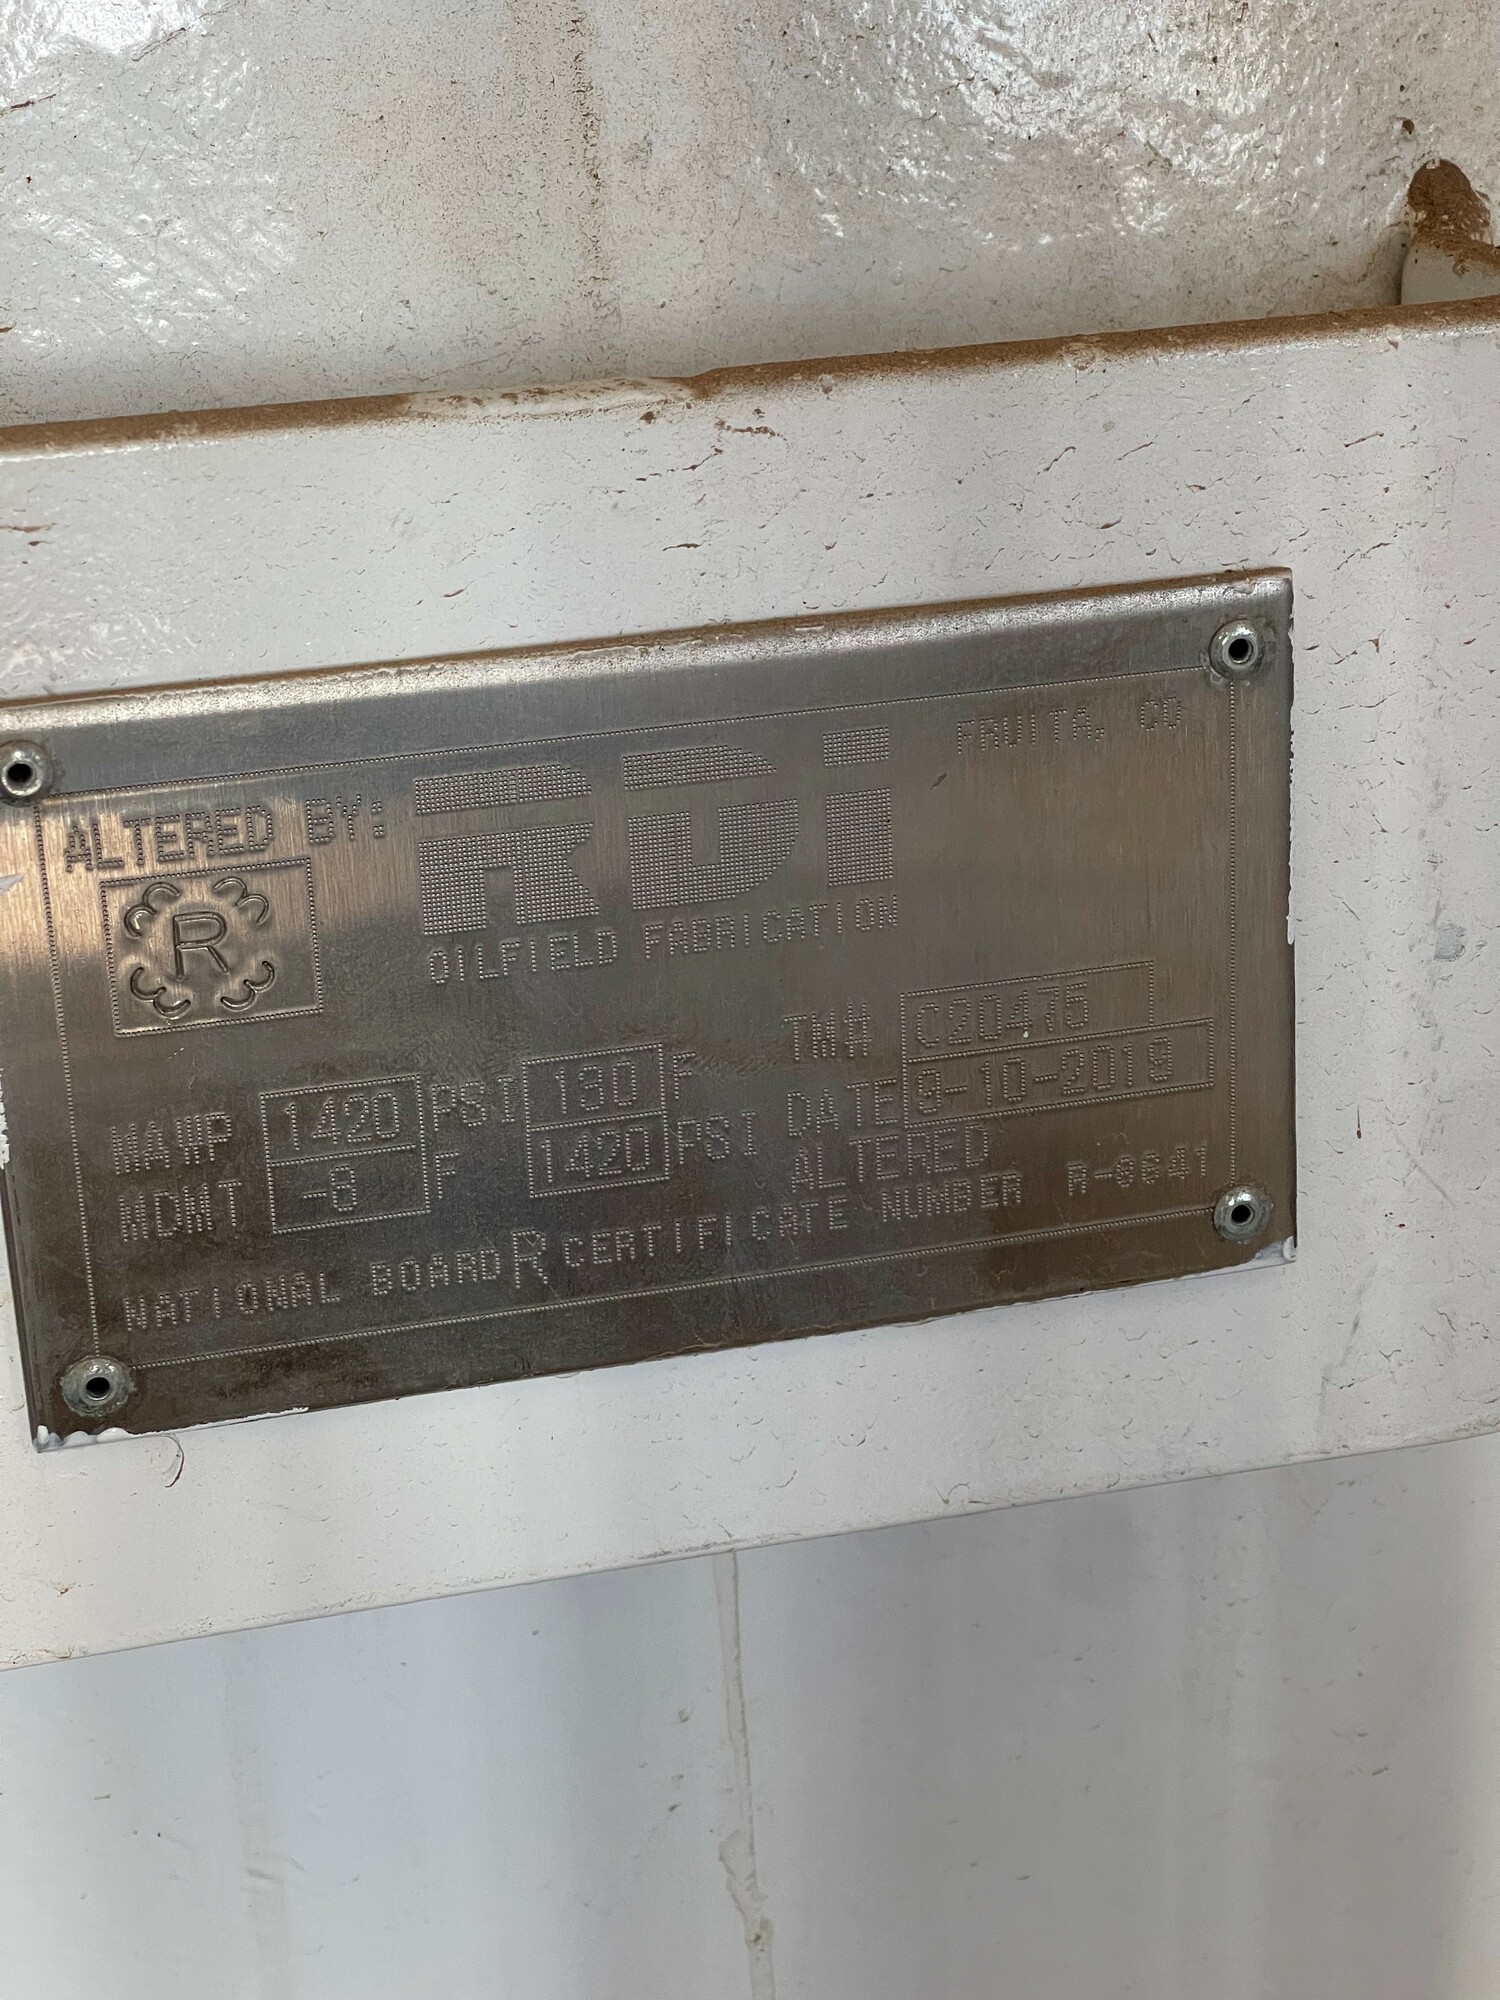 ALTERED BY: RDi FRUITA, CO
R
OILFIELD FABRICATION
TM# C20475
MAWP 1420 PSI 130 F DATE 9-10-2019
MDMT -8 F 1420 PSI ALTERED
NATIONAL BOARD R CERTIFICATE NUMBER